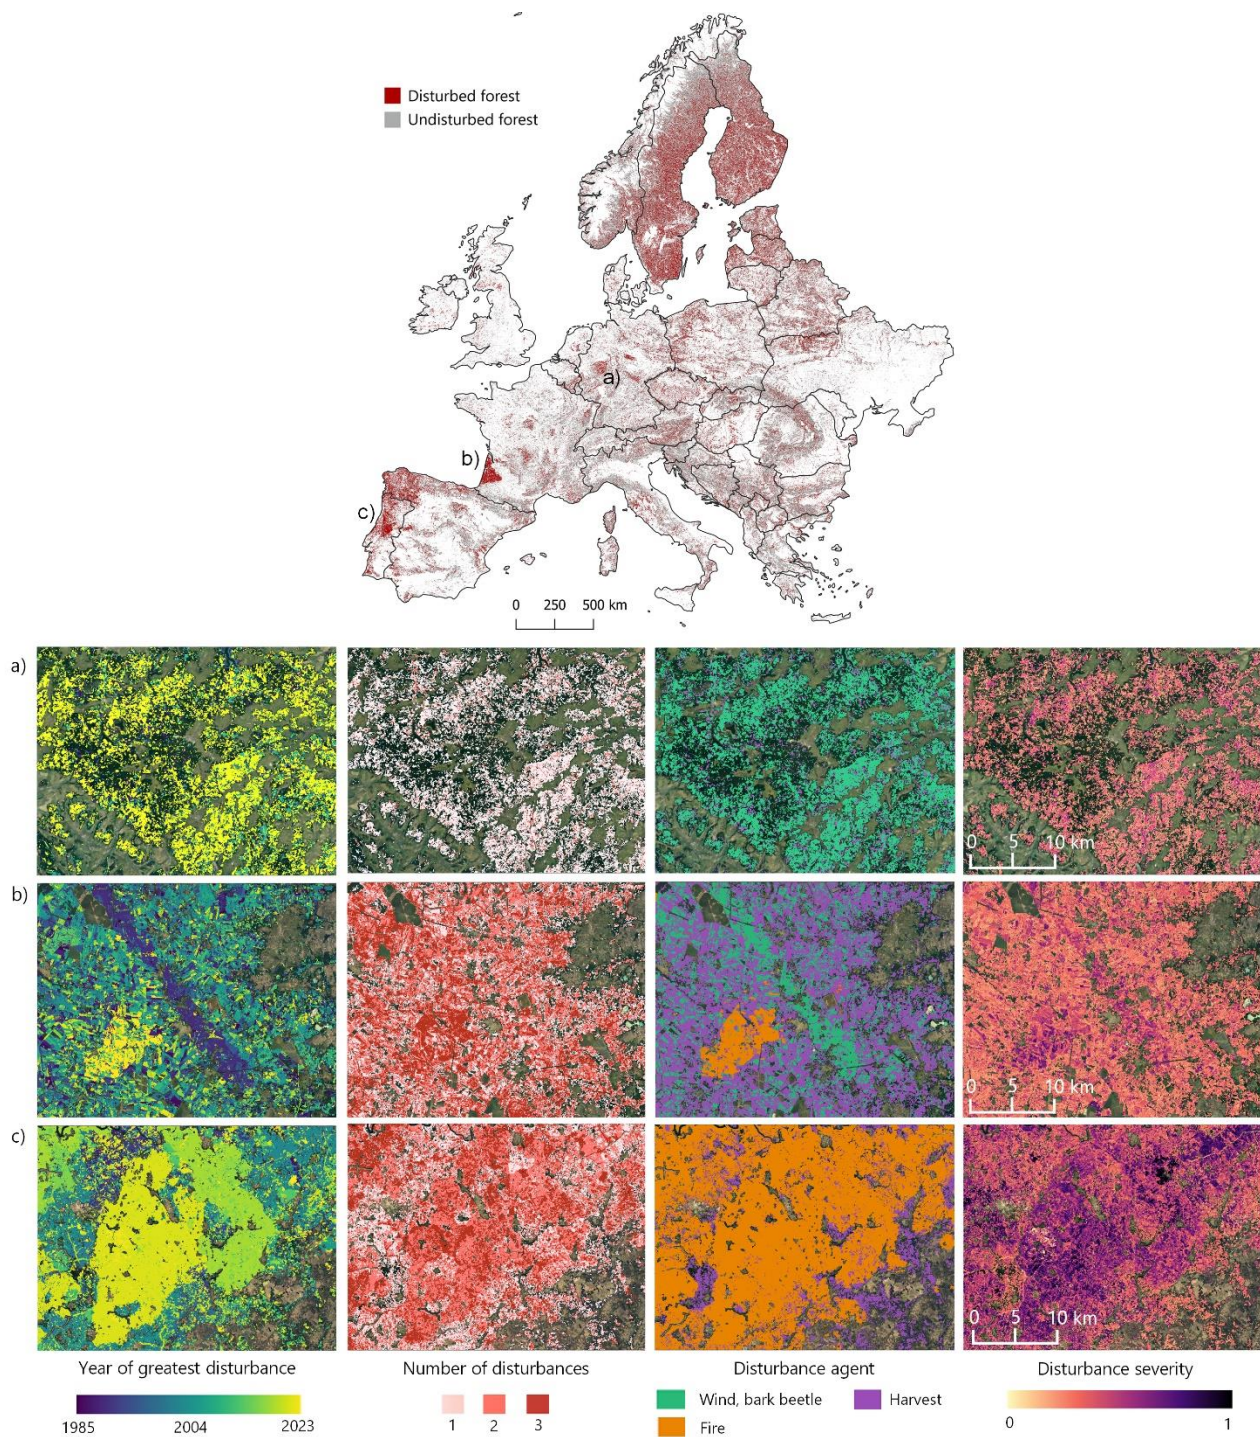 Disturbed forest
Undisturbed forest
a)
b)
c)
0 250 500 km
a)
0 5 10 km
b)
0 5 10 km
c)
0 5 10 km
Year of greatest disturbance
Number of disturbances
Disturbance agent
Disturbance severity
1985 2004 2023
1 2 3
Wind, bark beetle
Harvest
Fire
0 1